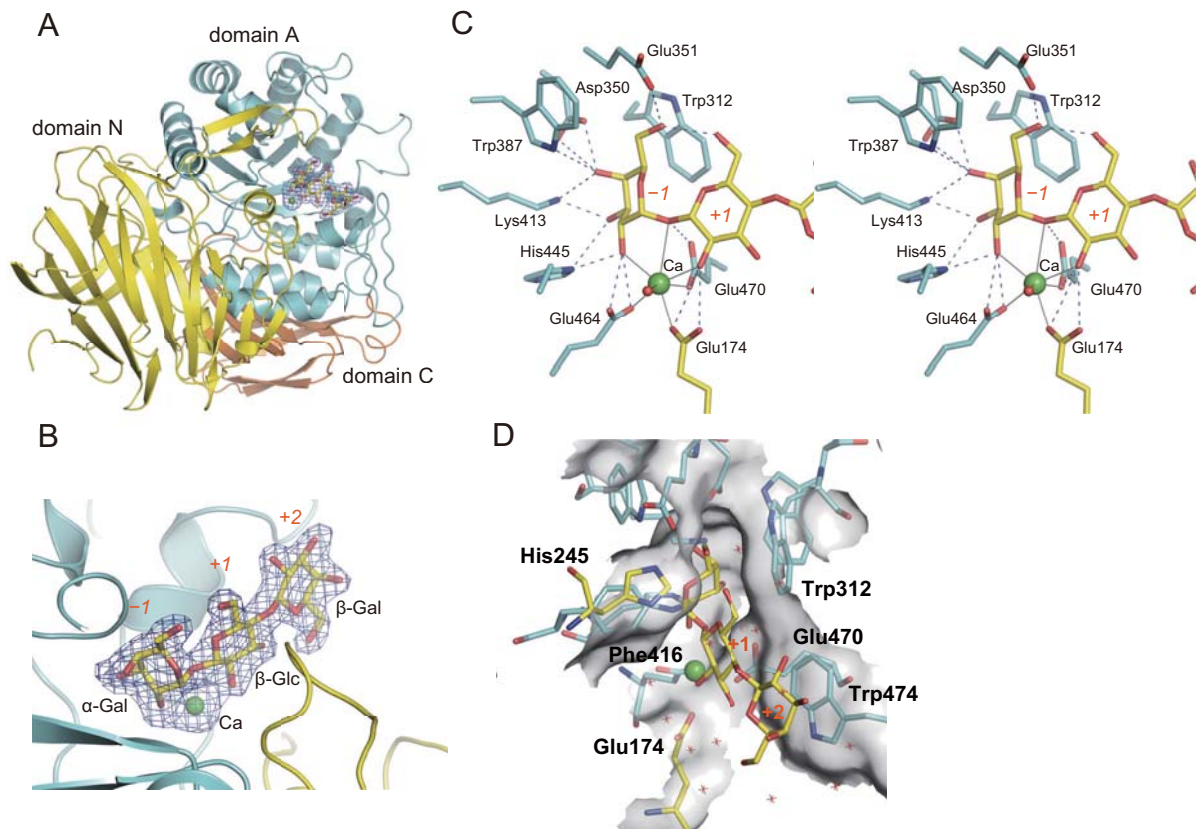 A
domain A
domain N
domain C
B
+2
+1
−1
β-Gal
β-Glc
α-Gal
Ca
C
Glu351
Asp350
Trp312
Trp387
−1
+1
Lys413
His445
Ca
Glu470
Glu464
Glu174
Glu351
Asp350
Trp312
Trp387
−1
+1
Lys413
His445
Ca
Glu470
Glu464
Glu174
D
His245
Trp312
Glu470
+1
Phe416
Trp474
+2
Glu174